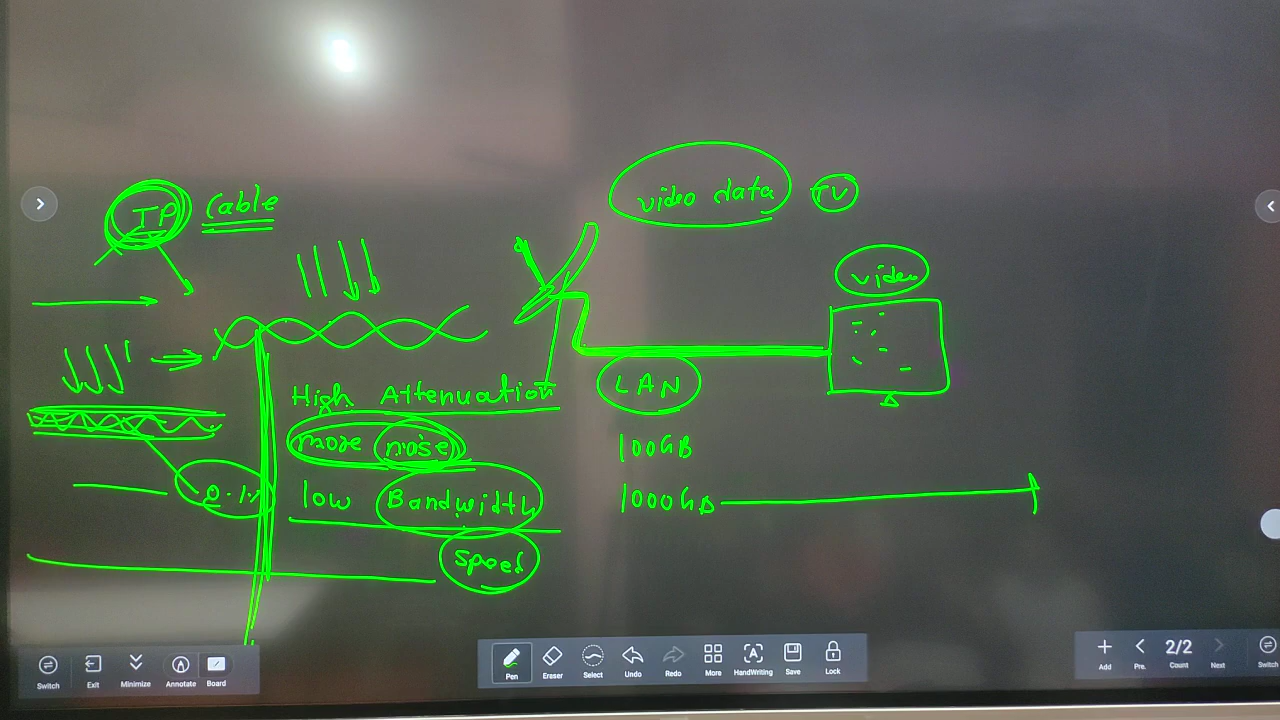 TP Cable
video data TV
video
High Attenuation
LAN
more noise
100GB
0.1%
low Bandwidth
1000GB
Speed
Switch
Exit
Minimize
Annotate
Board
Pen
Eraser
Select
Undo
Redo
More
HandWriting
Save
Lock
Add
Pre.
2/2
Count
Next
Switch